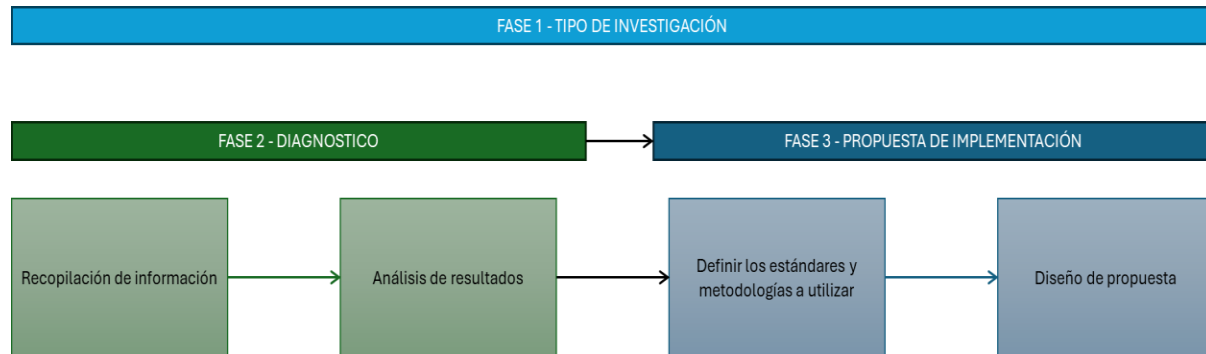 FASE 1 - TIPO DE INVESTIGACIÓN
FASE 2 - DIAGNOSTICO
FASE 3 - PROPUESTA DE IMPLEMENTACIÓN
Recopilación de información
Análisis de resultados
Definir los estándares y
metodologías a utilizar
Diseño de propuesta